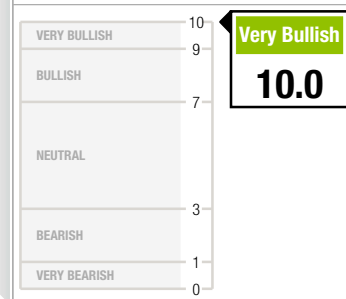 VERY BULLISH
BULLISH
NEUTRAL
BEARISH
VERY BEARISH
10
9
7
3
1
0
Very Bullish
10.0